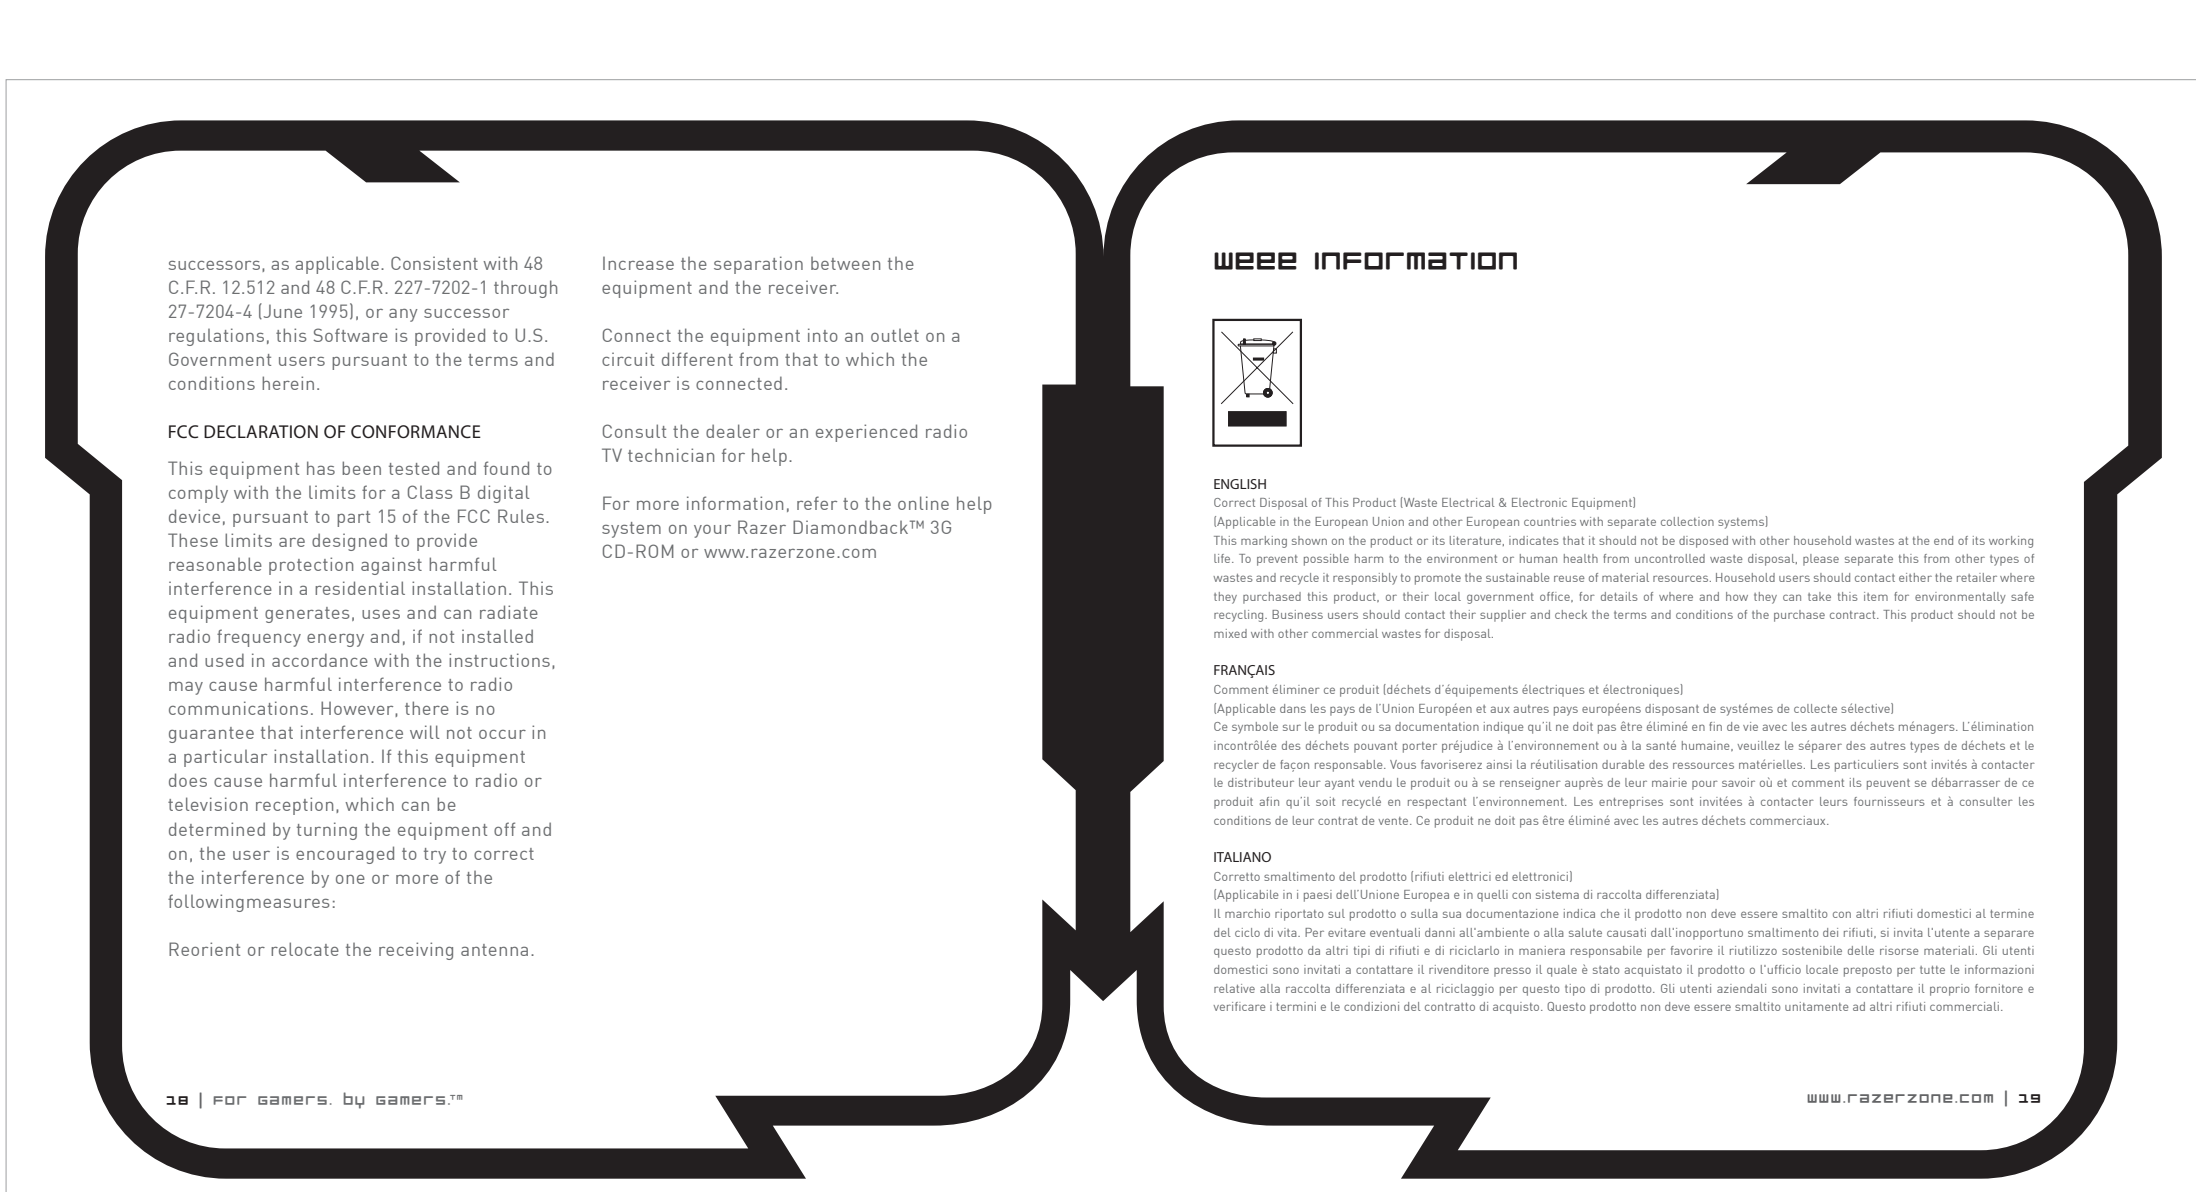 successors, as applicable. Consistent with 48
C.F.R. 12.512 and 48 C.F.R. 227-7202-1 through
27-7204-4 (June 1995), or any successor
regulations, this Software is provided to U.S.
Government users pursuant to the terms and
conditions herein.
FCC DECLARATION OF CONFORMANCE
This equipment has been tested and found to
comply with the limits for a Class B digital
device, pursuant to part 15 of the FCC Rules.
These limits are designed to provide
reasonable protection against harmful
interference in a residential installation. This
equipment generates, uses and can radiate
radio frequency energy and, if not installed
and used in accordance with the instructions,
may cause harmful interference to radio
communications. However, there is no
guarantee that interference will not occur in
a particular installation. If this equipment
does cause harmful interference to radio or
television reception, which can be
determined by turning the equipment off and
on, the user is encouraged to try to correct
the interference by one or more of the
followingmeasures:
Reorient or relocate the receiving antenna.
Increase the separation between the
equipment and the receiver.
Connect the equipment into an outlet on a
circuit different from that to which the
receiver is connected.
Consult the dealer or an experienced radio
TV technician for help.
For more information, refer to the online help
system on your Razer Diamondback™ 3G
CD-ROM or www.razerzone.com
18 | For Gamers. by Gamers.™
weee information
ENGLISH
Correct Disposal of This Product (Waste Electrical & Electronic Equipment)
(Applicable in the European Union and other European countries with separate collection systems)
This marking shown on the product or its literature, indicates that it should not be disposed with other household wastes at the end of its working
life. To prevent possible harm to the environment or human health from uncontrolled waste disposal, please separate this from other types of
wastes and recycle it responsibly to promote the sustainable reuse of material resources. Household users should contact either the retailer where
they purchased this product, or their local government office, for details of where and how they can take this item for environmentally safe
recycling. Business users should contact their supplier and check the terms and conditions of the purchase contract. This product should not be
mixed with other commercial wastes for disposal.
FRANÇAIS
Comment éliminer ce produit (déchets d'équipements électriques et électroniques)
(Applicable dans les pays de l'Union Européen et aux autres pays européens disposant de systémes de collecte sélective)
Ce symbole sur le produit ou sa documentation indique qu'il ne doit pas être éliminé en fin de vie avec les autres déchets ménagers. L'élimination
incontrôlée des déchets pouvant porter préjudice à l'environnement ou à la santé humaine, veuillez le séparer des autres types de déchets et le
recycler de façon responsable. Vous favoriserez ainsi la réutilisation durable des ressources matérielles. Les particuliers sont invités à contacter
le distributeur leur ayant vendu le produit ou à se renseigner auprès de leur mairie pour savoir où et comment ils peuvent se débarrasser de ce
produit afin qu'il soit recyclé en respectant l'environnement. Les entreprises sont invitées à contacter leurs fournisseurs et à consulter les
conditions de leur contrat de vente. Ce produit ne doit pas être éliminé avec les autres déchets commerciaux.
ITALIANO
Corretto smaltimento del prodotto (rifiuti elettrici ed elettronici)
(Applicabile in i paesi dell'Unione Europea e in quelli con sistema di raccolta differenziata)
Il marchio riportato sul prodotto o sulla sua documentazione indica che il prodotto non deve essere smaltito con altri rifiuti domestici al termine
del ciclo di vita. Per evitare eventuali danni all'ambiente o alla salute causati dall'inopportuno smaltimento dei rifiuti, si invita l'utente a separare
questo prodotto da altri tipi di rifiuti e di riciclarlo in maniera responsabile per favorire il riutilizzo sostenibile delle risorse materiali. Gli utenti
domestici sono invitati a contattare il rivenditore presso il quale è stato acquistato il prodotto o l'ufficio locale preposto per tutte le informazioni
relative alla raccolta differenziata e al riciclaggio per questo tipo di prodotto. Gli utenti aziendali sono invitati a contattare il proprio fornitore e
verificare i termini e le condizioni del contratto di acquisto. Questo prodotto non deve essere smaltito unitamente ad altri rifiuti commerciali.
www.razerzone.com | 19